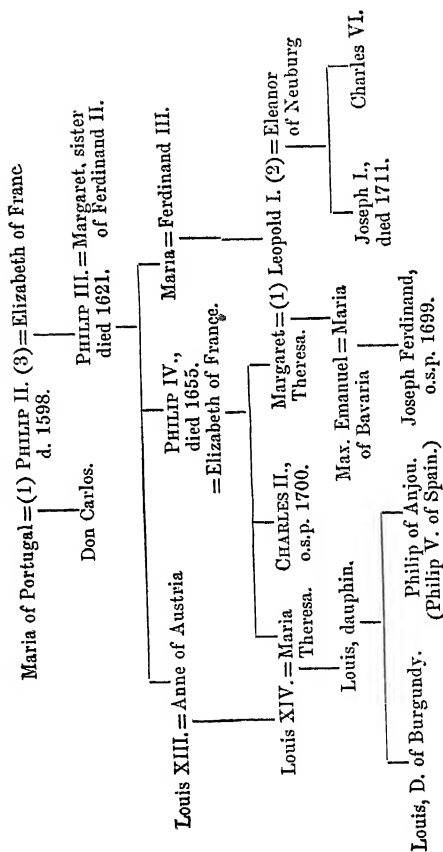 Maria of Portugal = (1) PHILIP II. (3) = Elizabeth of Franc
d. 1598.
Don Carlos.
PHILIP III. = Margaret, sister
died 1621. of Ferdinand II.
Louis XIII. = Anne of Austria
PHILIP IV.,
died 1655.
= Elizabeth of France.
Maria = Ferdinand III.
Louis XIV. = Maria
Theresa.
CHARLES II.,
o.s.p. 1700.
Margaret = (1) Leopold I. (2) = Eleanor
Theresa. of Neuburg
Louis, dauphin.
Max. Emanuel = Maria
of Bavaria
Joseph I.,
died 1711.
Charles VI.
Louis, D. of Burgundy.
Philip of Anjou.
(Philip V. of Spain.)
Joseph Ferdinand,
o.s.p. 1699.